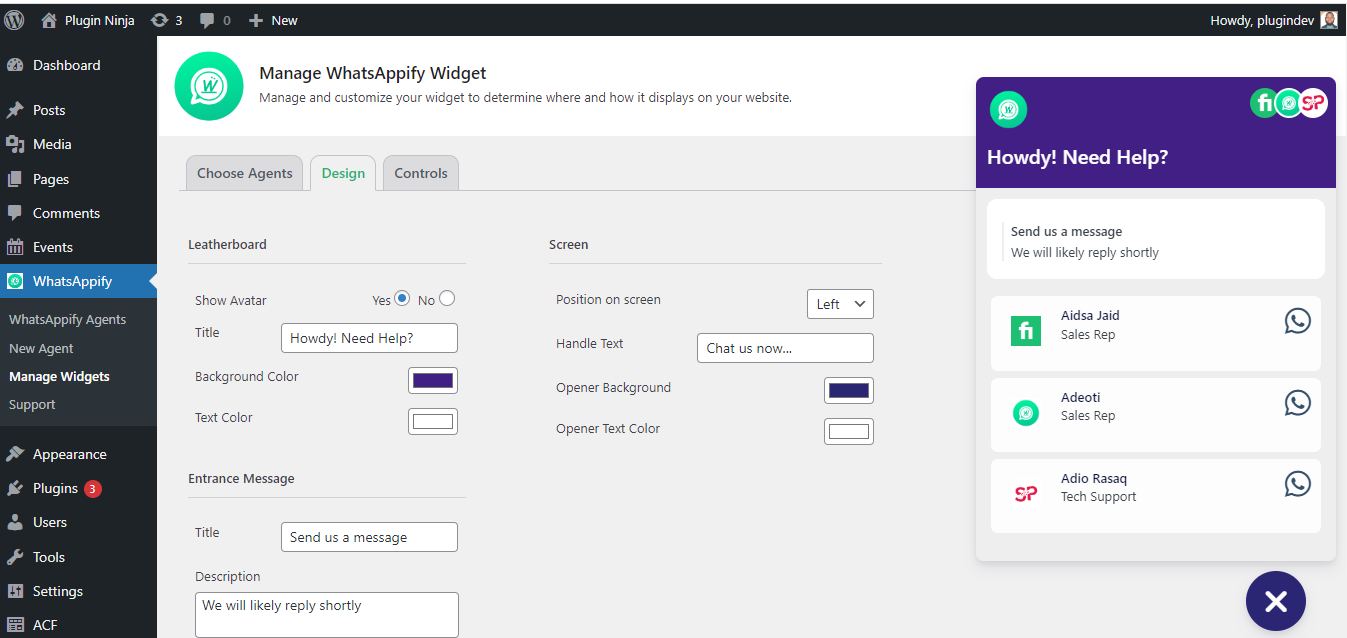 Plugin Ninja
3
0
New
Howdy, plugindev
Dashboard
Posts
Media
Pages
Comments
Events
WhatsAppify
WhatsAppify Agents
New Agent
Manage Widgets
Support
Appearance
Plugins 3
Users
Tools
Settings
ACF
W
Manage WhatsAppify Widget
Manage and customize your widget to determine where and how it displays on your website.
Choose Agents
Design
Controls
Leatherboard
Show Avatar
Yes
No
Title
Howdy! Need Help?
Background Color
Text Color
Entrance Message
Title
Send us a message
Description
We will likely reply shortly
Screen
Position on screen
Left
Handle Text
Chat us now...
Opener Background
Opener Text Color
fi
SP
Howdy! Need Help?
Send us a message
We will likely reply shortly
fi
Aidsa Jaid
Sales Rep
Adeoti
Sales Rep
SP
Adio Rasaq
Tech Support